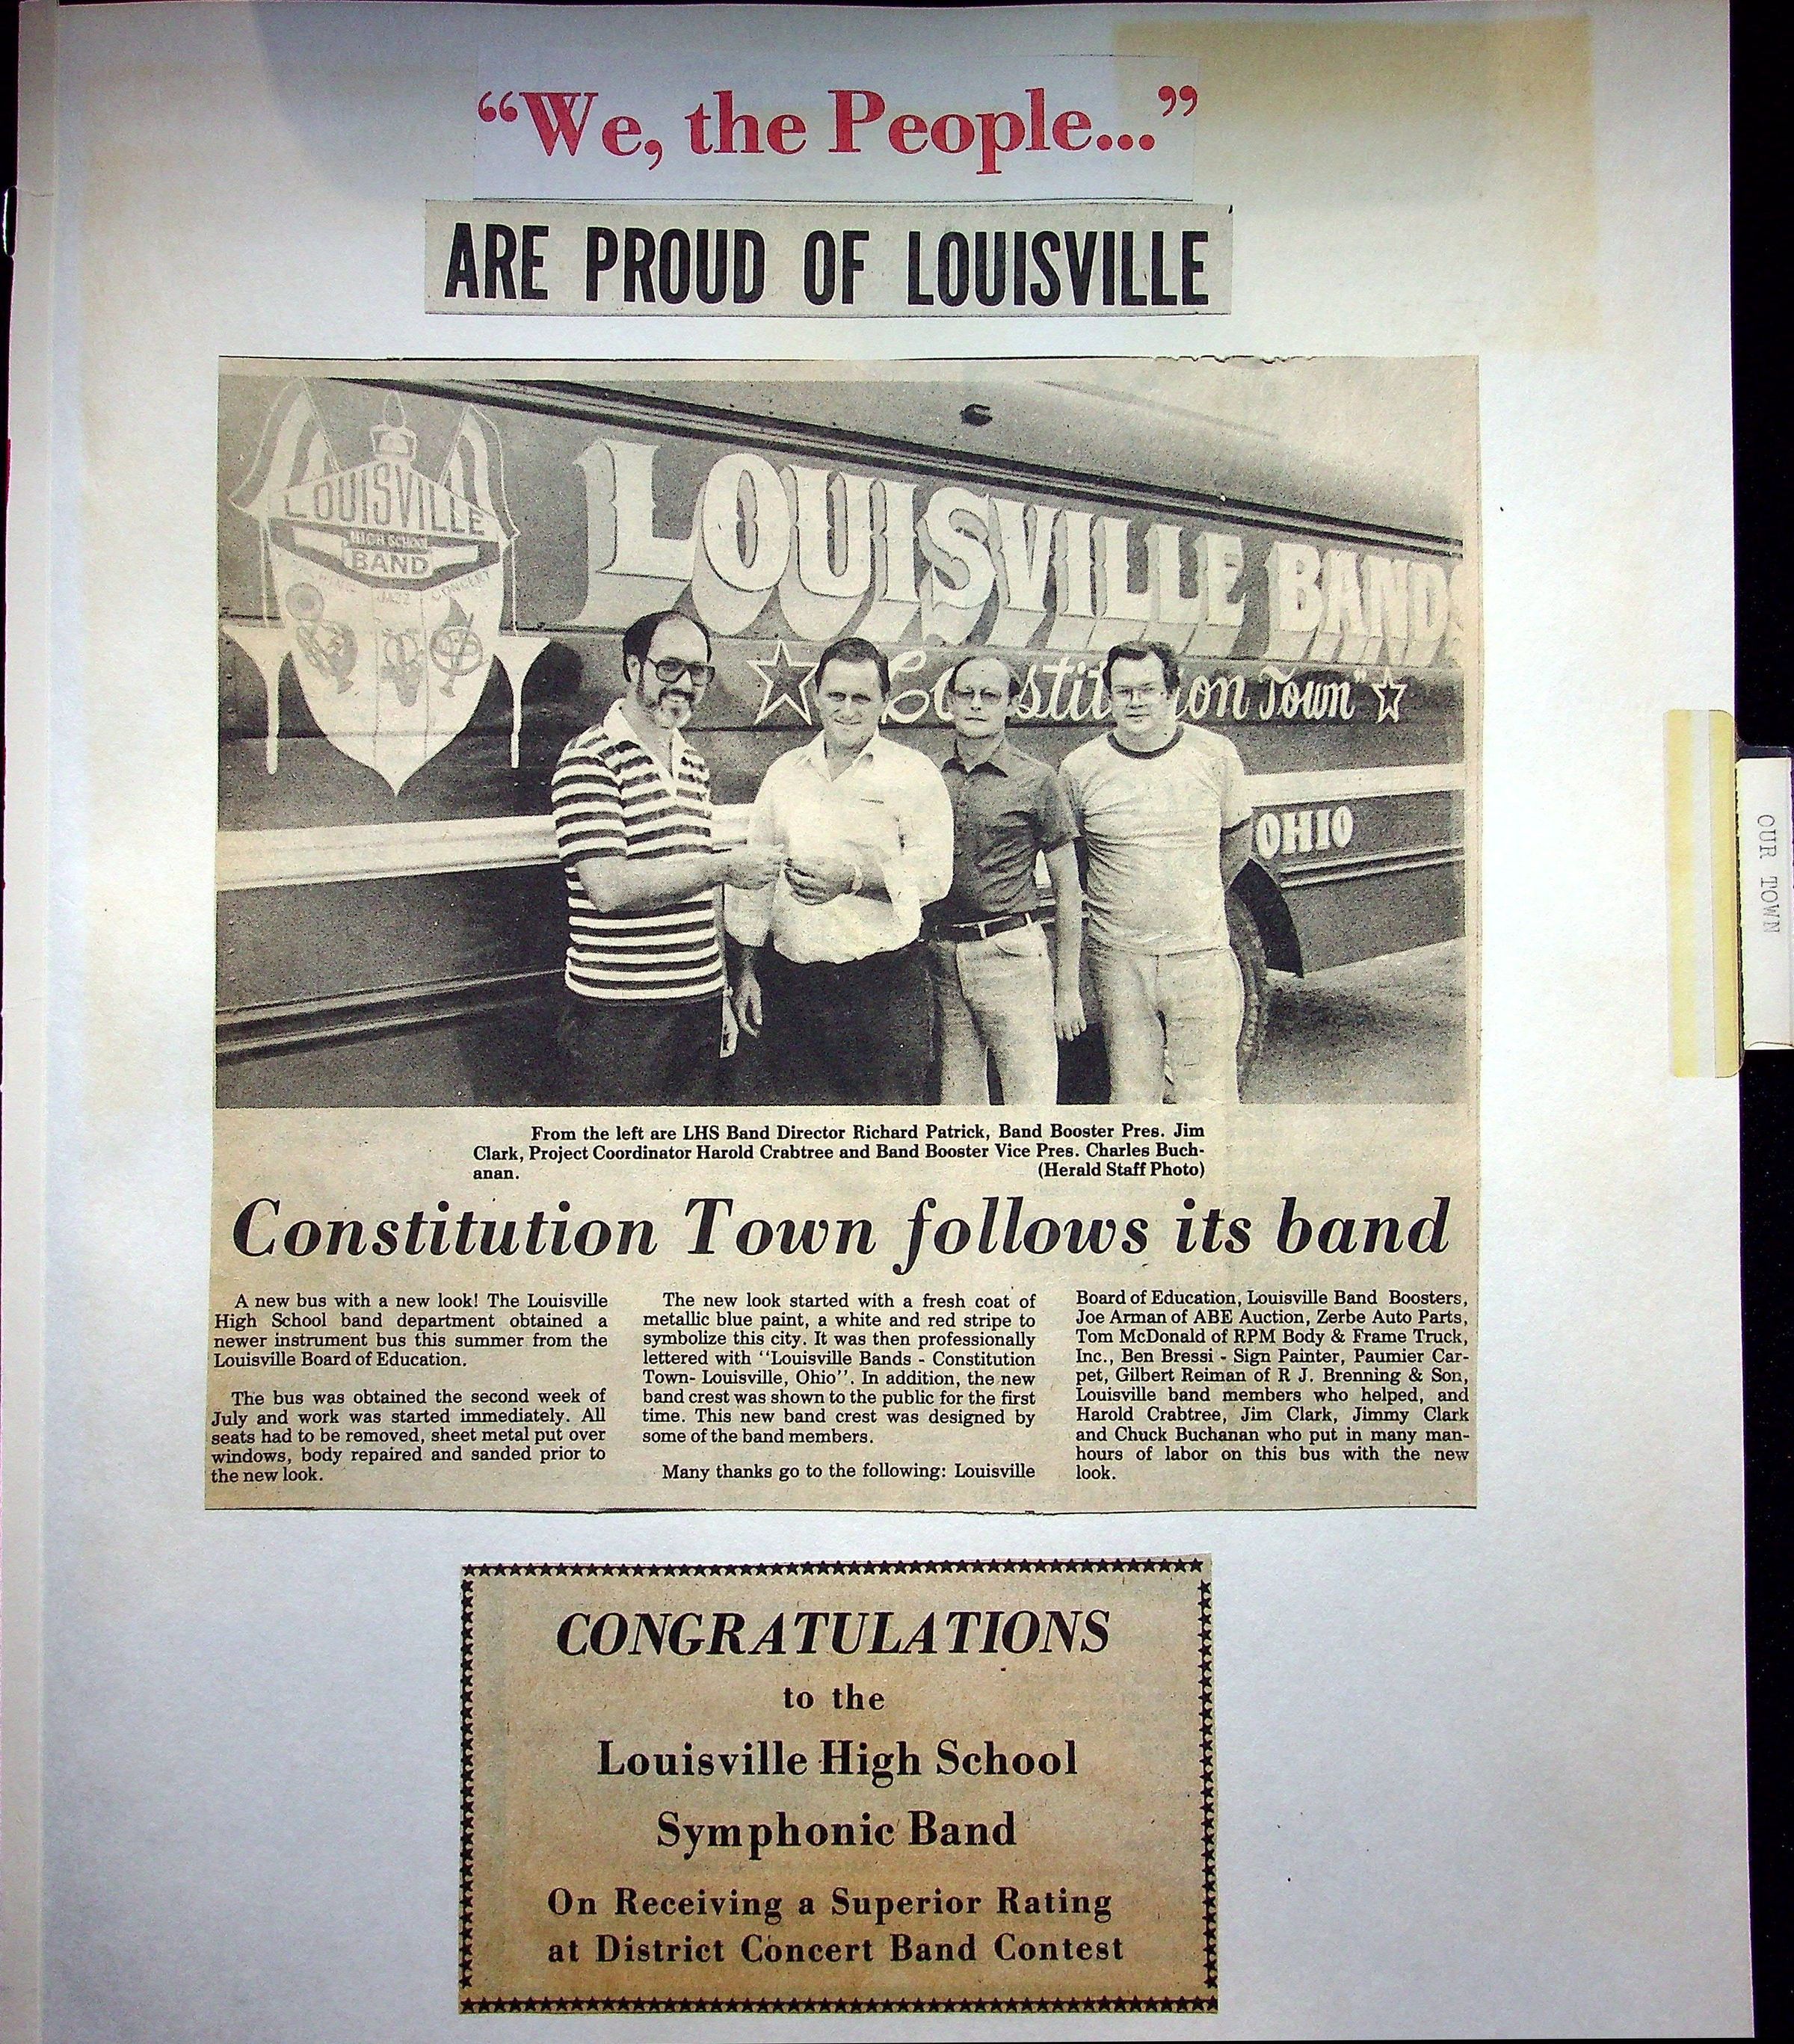 “We, the People...”
ARE PROUD OF LOUISVILLE
LOUISVILLE
HIGH SCHOOL
BAND
JAZZ
LOUISVILLE BANDS
Town"
OHIO
OUR TOWN
From the left are LHS Band Director Richard Patrick, Band Booster Pres. Jim
Clark, Project Coordinator Harold Crabtree and Band Booster Vice Pres. Charles Buch-
anan. (Herald Staff Photo)
Constitution Town follows its band
A new bus with a new look! The Louisville
High School band department obtained a
newer instrument bus this summer from the
Louisville Board of Education.
The bus was obtained the second week of
July and work was started immediately. All
seats had to be removed, sheet metal put over
windows, body repaired and sanded prior to
the new look.
The new look started with a fresh coat of
metallic blue paint, a white and red stripe to
symbolize this city. It was then professionally
lettered with ''Louisville Bands - Constitution
Town- Louisville, Ohio''. In addition, the new
band crest was shown to the public for the first
time. This new band crest was designed by
some of the band members.
Many thanks go to the following: Louisville
Board of Education, Louisville Band Boosters,
Joe Arman of ABE Auction, Zerbe Auto Parts,
Tom McDonald of RPM Body & Frame Truck,
Inc., Ben Bressi - Sign Painter, Paumier Car-
pet, Gilbert Reiman of R J. Brenning & Son,
Louisville band members who helped, and
Harold Crabtree, Jim Clark, Jimmy Clark
and Chuck Buchanan who put in many man-
hours of labor on this bus with the new
look.
CONGRATULATIONS
to the
Louisville High School
Symphonic Band
On Receiving a Superior Rating
at District Concert Band Contest